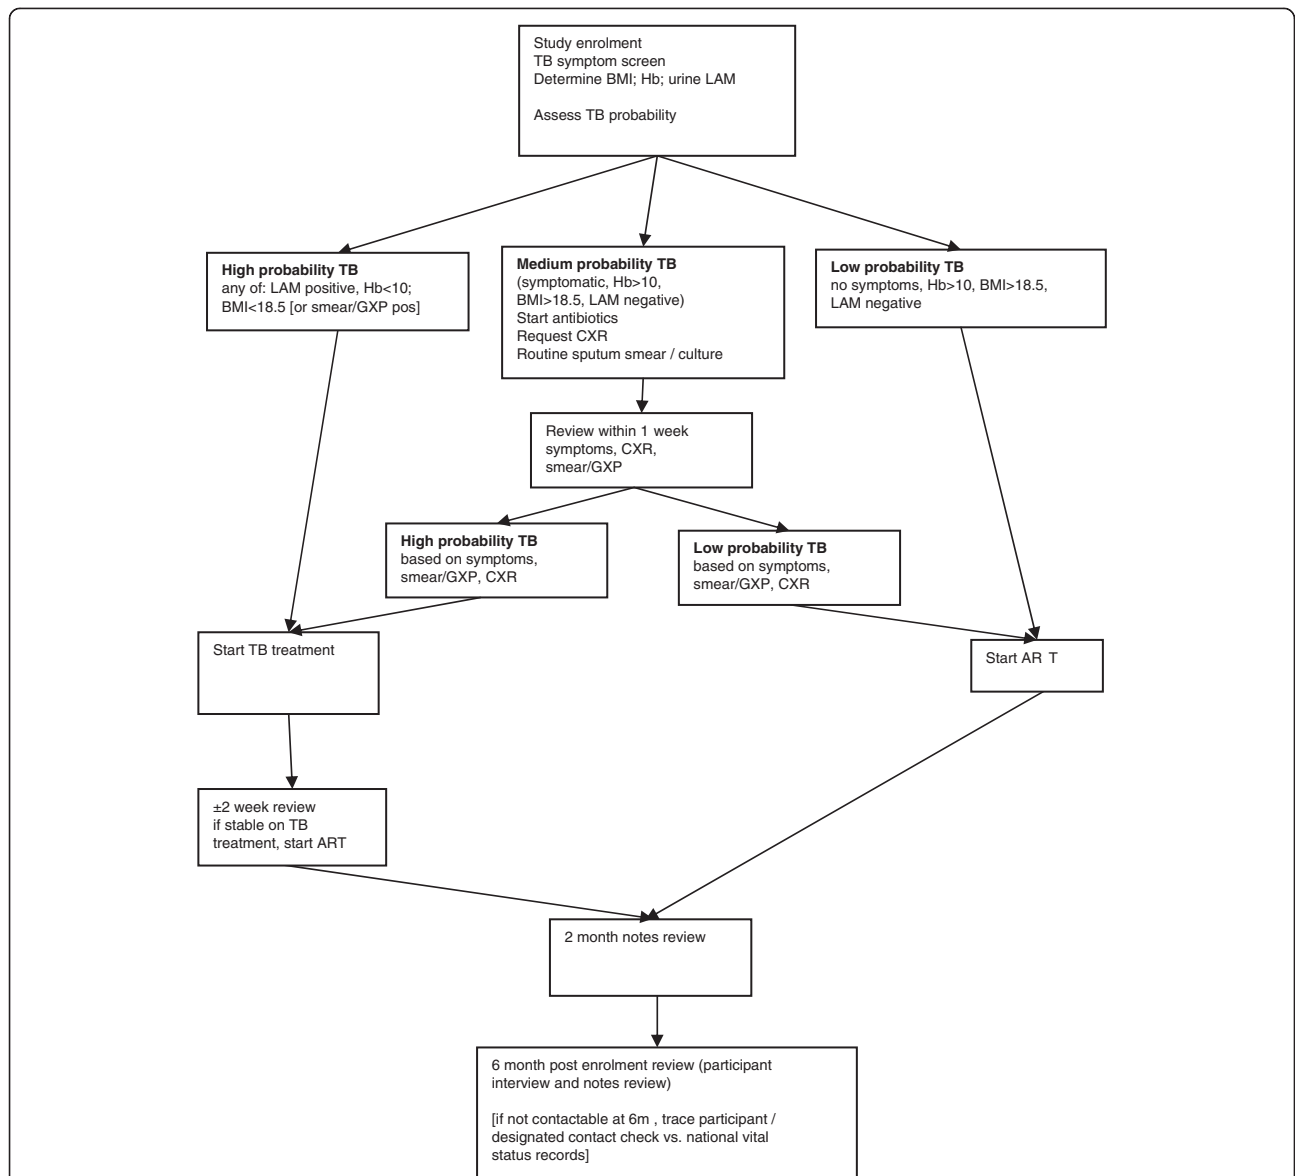 Study enrolment
TB symptom screen
Determine BMI; Hb; urine LAM
Assess TB probability
High probability TB
any of: LAM positive, Hb<10;
BMI<18.5 [or smear/GXP pos]
Medium probability TB
(symptomatic, Hb>10,
BMI>18.5, LAM negative)
Start antibiotics
Request CXR
Routine sputum smear / culture
Low probability TB
no symptoms, Hb>10, BMI>18.5,
LAM negative
Review within 1 week
symptoms, CXR,
smear/GXP
High probability TB
based on symptoms,
smear/GXP, CXR
Low probability TB
based on symptoms,
smear/GXP, CXR
Start TB treatment
Start AR T
±2 week review
if stable on TB
treatment, start ART
2 month notes review
6 month post enrolment review (participant
interview and notes review)
[if not contactable at 6m , trace participant /
designated contact check vs. national vital
status records]